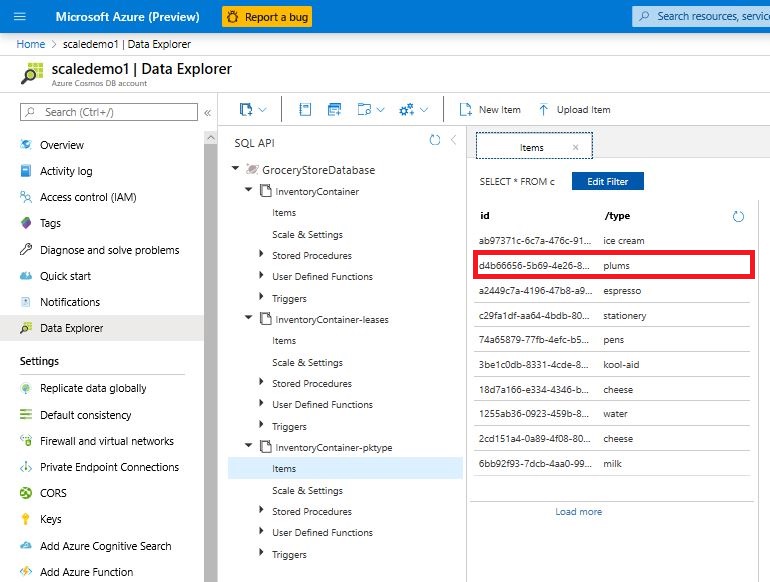 Microsoft Azure (Preview)
Report a bug
Search resources, service
Home > scaledemo1 | Data Explorer
scaledemo1 | Data Explorer
Azure Cosmos DB account
Search (Ctrl+/)
«
Overview
Activity log
Access control (IAM)
Tags
Diagnose and solve problems
Quick start
Notifications
Data Explorer
Settings
Replicate data globally
Default consistency
Firewall and virtual networks
Private Endpoint Connections
CORS
Keys
Add Azure Cognitive Search
Add Azure Function
New Item
Upload Item
SQL API
GroceryStoreDatabase
InventoryContainer
Items
Scale & Settings
Stored Procedures
User Defined Functions
Triggers
InventoryContainer-leases
Items
Scale & Settings
Stored Procedures
User Defined Functions
Triggers
InventoryContainer-pktype
Items
Scale & Settings
Stored Procedures
User Defined Functions
Triggers
Items ×
SELECT * FROM c Edit Filter
id /type
ab97371c-6c7a-476c-91... ice cream
d4b66656-5b69-4e26-8... plums
a2449c7a-4196-47b8-a9... espresso
c29fa1df-aa64-4bdb-80... stationery
74a65879-77fb-4efc-b5... pens
3be1c0db-8331-4cde-8... kool-aid
18d7a166-e334-4346-b... cheese
1255ab36-0923-459b-8... water
2cd151a4-0a89-4f08-80... cheese
6bb92f93-7dcb-4aa0-99... milk
Load more